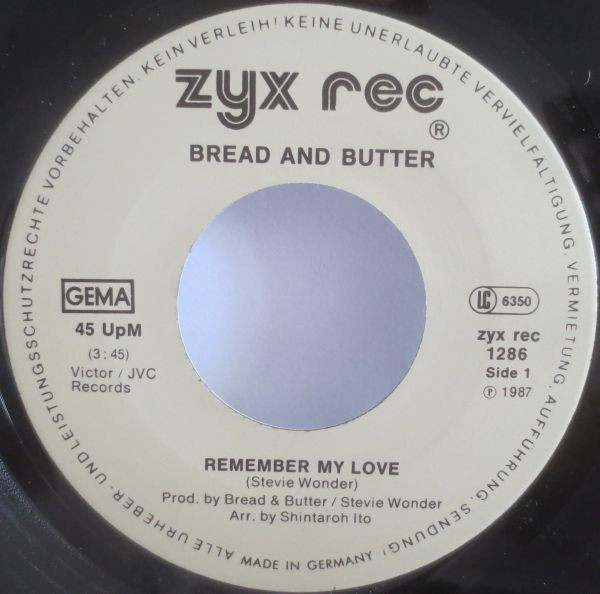 ALLE URHEBER- UND LEISTUNGSSCHUTZRECHTE VORBEHALTEN. KEIN VERLEIH! KEINE UNERLAUBTE VERVIELFÄLTIGUNG, VERMIETUNG, AUFFÜHRUNG, SENDUNG!
zyx rec ®
BREAD AND BUTTER
GEMA
45 UpM
(3:45)
Victor / JVC
Records
LC 6350
zyx rec
1286
Side 1
℗ 1987
REMEMBER MY LOVE
(Stevie Wonder)
Prod. by Bread & Butter / Stevie Wonder
Arr. by Shintaroh Ito
MADE IN GERMANY